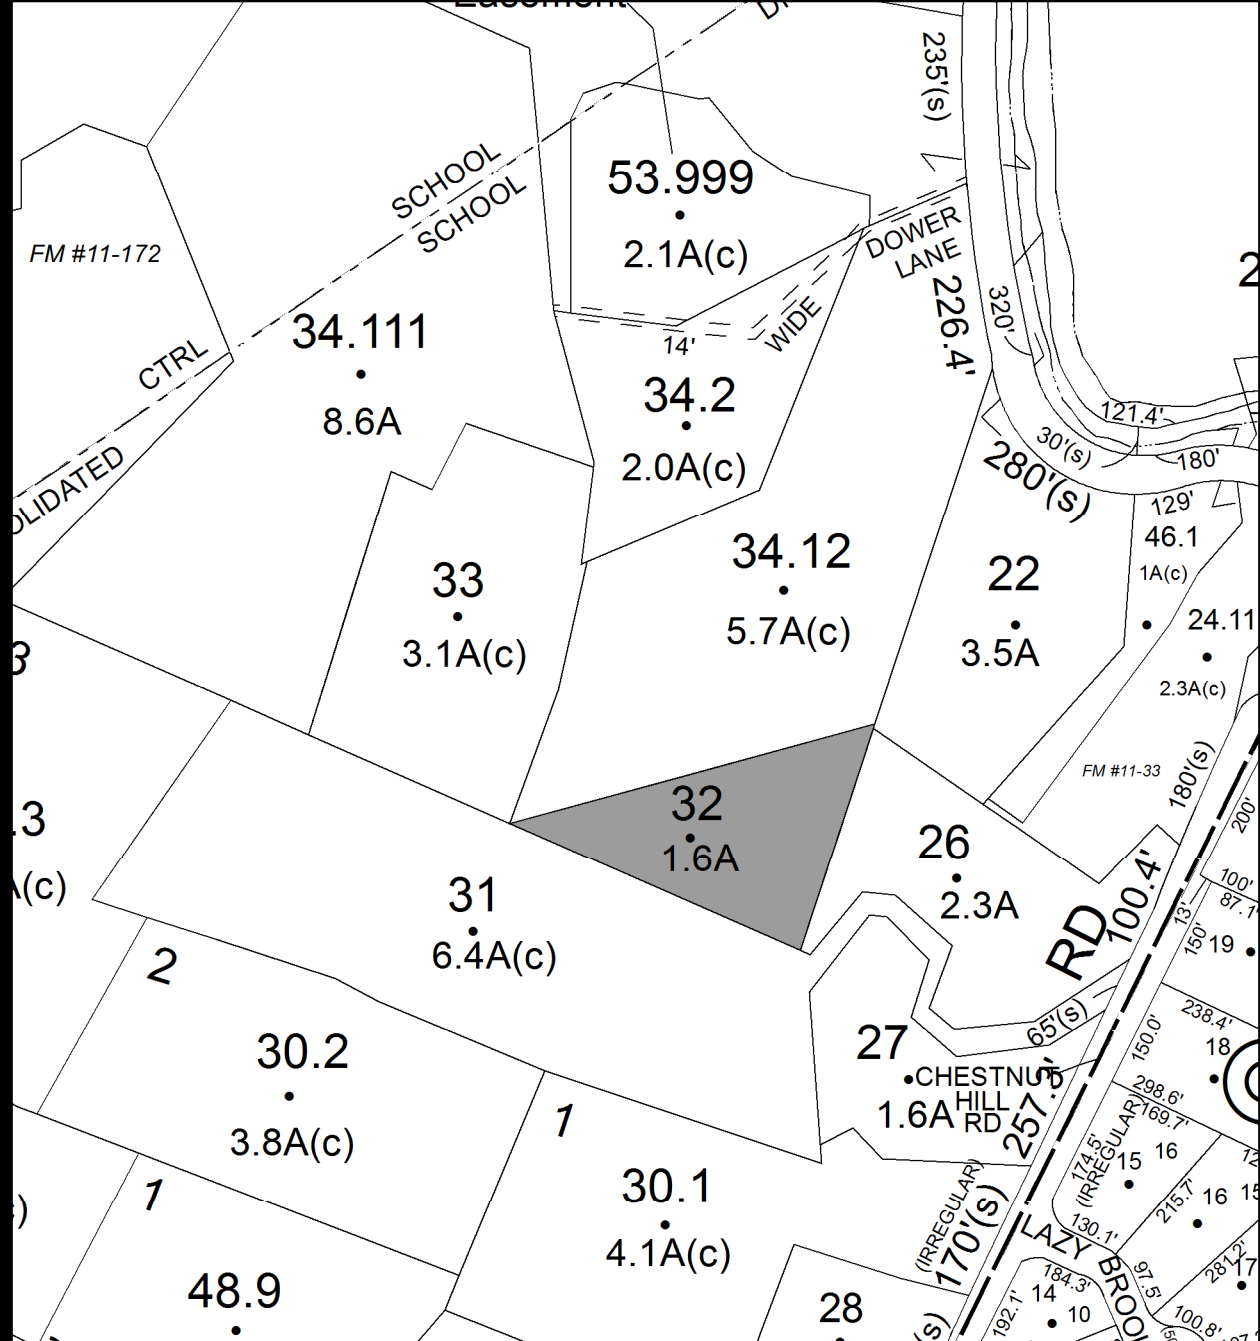 Easement
235'(s)
SCHOOL
SCHOOL
53.999
2.1A(c)
FM #11-172
DOWER
LANE
226.4'
320'
34.111
8.6A
CTRL
14'
WIDE
34.2
2.0A(c)
121.4'
30'(s)
180'
280'(s)
129'
46.1
1A(c)
34.12
5.7A(c)
22
3.5A
24.11
2.3A(c)
33
3.1A(c)
3
FM #11-33
180'(s)
200'
32
1.6A
26
2.3A
100.4'
RD
100'
87.1'
13'
150'
19
.3
A(c)
31
6.4A(c)
2
65'(s)
238.4'
150.0'
18
27
1.6A
CHESTNUT
HILL
RD
257.3'
298.6'
169.7'
30.2
3.8A(c)
1
174.5'
(IRREGULAR)
15
16
215.7'
16
15
30.1
4.1A(c)
1
(IRREGULAR)
170'(s)
130.1'
LAZY
97.5'
281.2'
17
48.9
28
192.1'
184.3'
14
10
100.8'